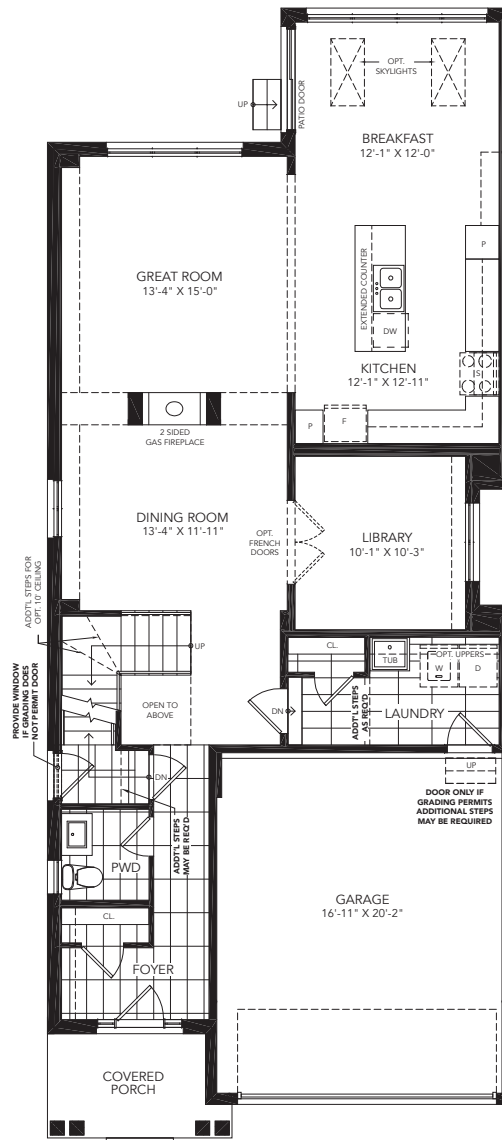 OPT.
SKYLIGHTS
UP
PATIO DOOR
BREAKFAST
12'-1" X 12'-0"
P
GREAT ROOM
13'-4" X 15'-0"
EXTENDED COUNTER
DW
KITCHEN
12'-1" X 12'-11"
S
P
F
2 SIDED
GAS FIREPLACE
DINING ROOM
13'-4" X 11'-11"
OPT.
FRENCH
DOORS
LIBRARY
10'-1" X 10'-3"
ADDT'L STEPS FOR
OPT. 10' CEILING
PROVIDE WINDOW
IF GRADING DOES
NOT PERMIT DOOR
UP
OPEN TO
ABOVE
CL.
TUB
OPT. UPPERS
W
D
DN
ADDT'L STEPS
AS REQ'D
LAUNDRY
UP
DOOR ONLY IF
GRADING PERMITS
ADDITIONAL STEPS
MAY BE REQUIRED
DN
ADDT'L STEPS
MAY BE REQ'D
PWD
CL.
FOYER
GARAGE
16'-11" X 20'-2"
COVERED
PORCH